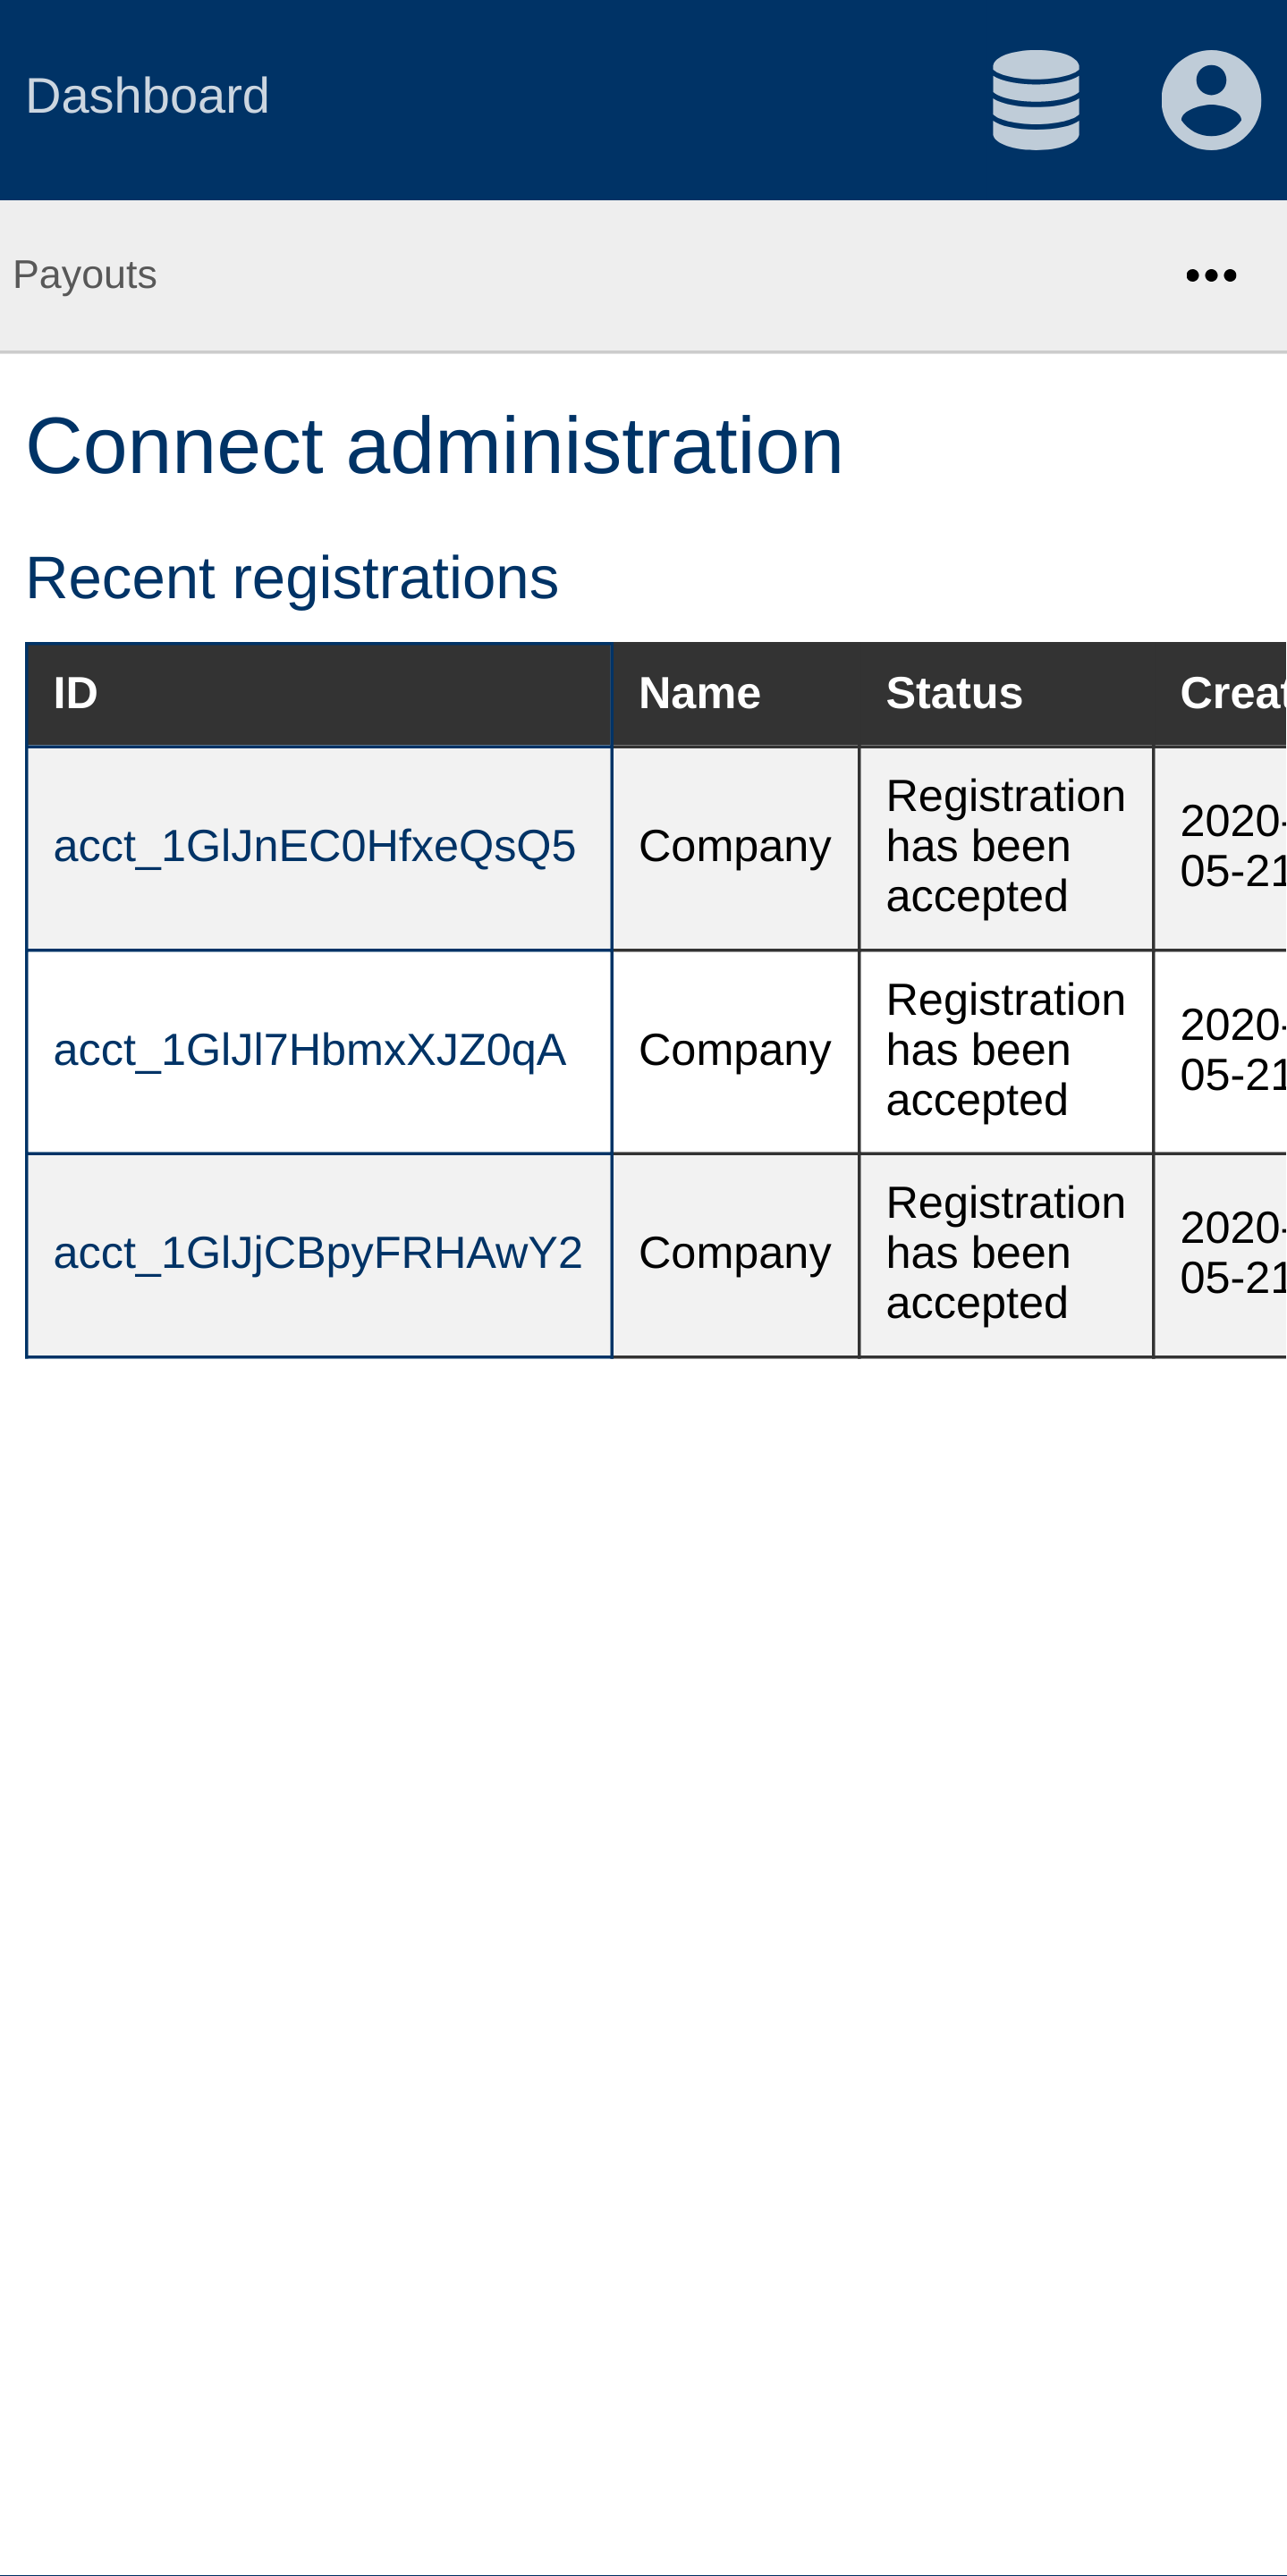 Dashboard
Payouts
Connect administration
Recent registrations
ID Name Status Creat
acct_1GlJnEC0HfxeQsQ5 Company Registration has been accepted 2020-05-21
acct_1GlJl7HbmxXJZ0qA Company Registration has been accepted 2020-05-21
acct_1GlJjCBpyFRHAwY2 Company Registration has been accepted 2020-05-21